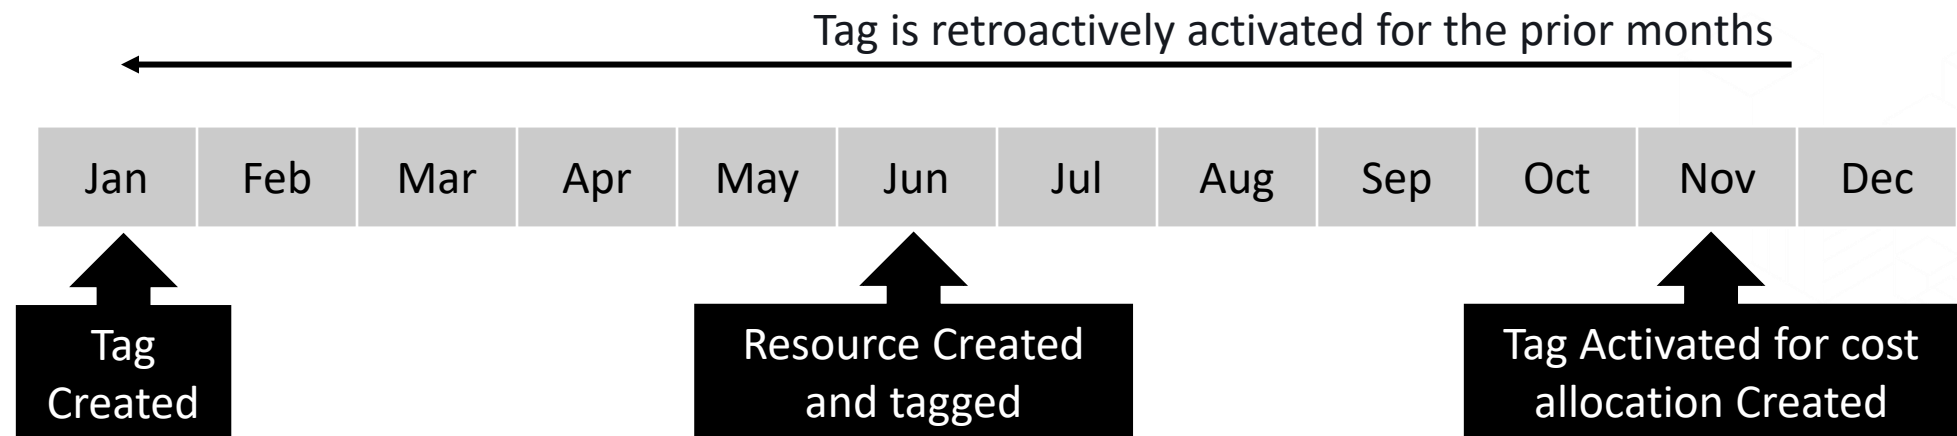 Tag is retroactively activated for the prior months
Jan Feb Mar Apr May Jun Jul Aug Sep Oct Nov Dec
Tag
Created
Resource Created
and tagged
Tag Activated for cost
allocation Created